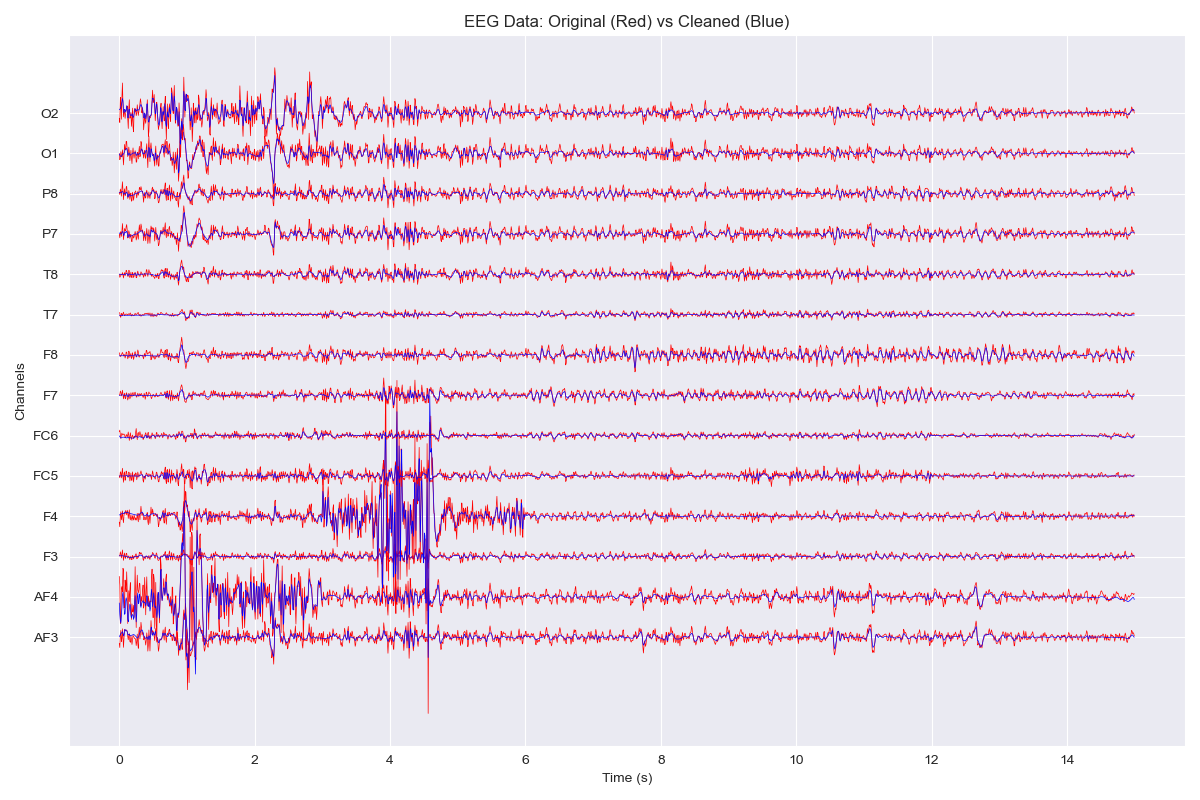 EEG Data: Original (Red) vs Cleaned (Blue)
Channels
O2
O1
P8
P7
T8
T7
F8
F7
FC6
FC5
F4
F3
AF4
AF3
0 2 4 6 8 10 12 14
Time (s)